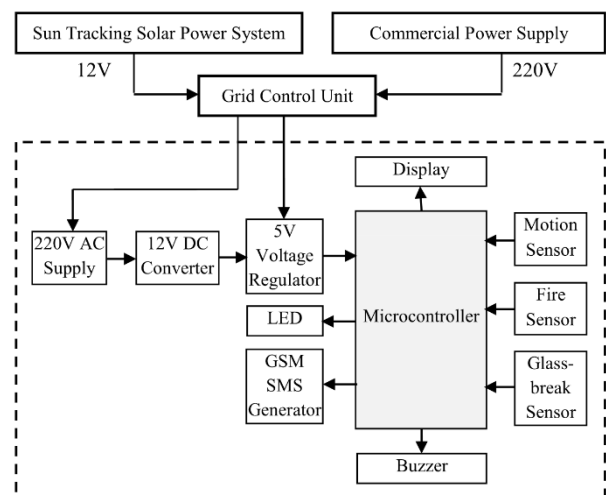 Sun Tracking Solar Power System
Commercial Power Supply
12V
220V
Grid Control Unit
Display
220V AC
Supply
12V DC
Converter
5V
Voltage
Regulator
Microcontroller
Motion
Sensor
LED
Fire
Sensor
GSM
SMS
Generator
Glass-
break
Sensor
Buzzer